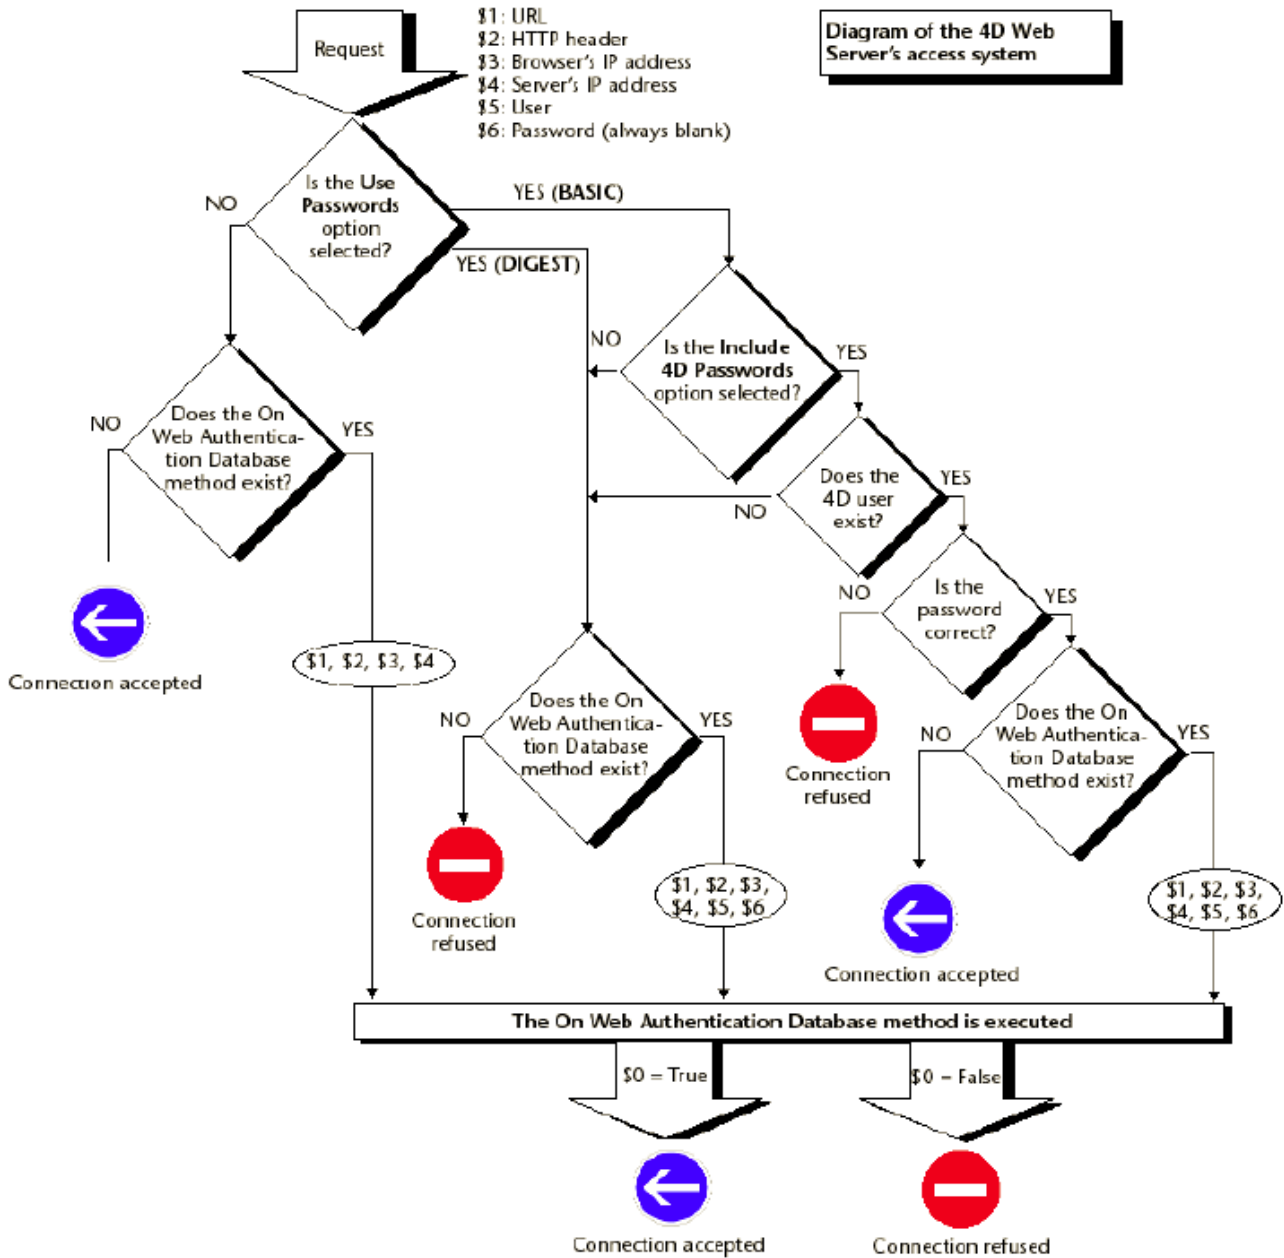 Request
$1: URL
$2: HTTP header
$3: Browser's IP address
$4: Server's IP address
$5: User
$6: Password (always blank)
Diagram of the 4D Web
Server's access system
Is the Use
Passwords
option
selected?
NO
YES (BASIC)
YES (DIGEST)
Is the Include
4D Passwords
option selected?
NO
YES
Does the On
Web Authentica-
tion Database
method exist?
NO
YES
Does the
4D user
exist?
NO
YES
Is the
password
correct?
NO
YES
Connection accepted
$1, $2, $3, $4
Does the On
Web Authentica-
tion Database
method exist?
NO
YES
Connection
refused
Does the On
Web Authentica-
tion Database
method exist?
NO
YES
Connection
refused
$1, $2, $3,
$4, $5, $6
Connection accepted
$1, $2, $3,
$4, $5, $6
The On Web Authentication Database method is executed
$0 = True
$0 = False
Connection accepted
Connection refused